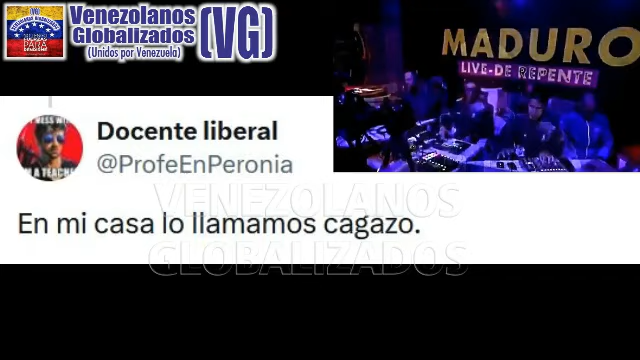 Venezolanos
Globalizados
(Unidos por Venezuela)
(VG)
MADURO
LIVE-DE REPENTE
Docente liberal
@ProfeEnPeronia
En mi casa lo llamamos cagazo.
VENEZOLANOS
GLOBALIZADOS